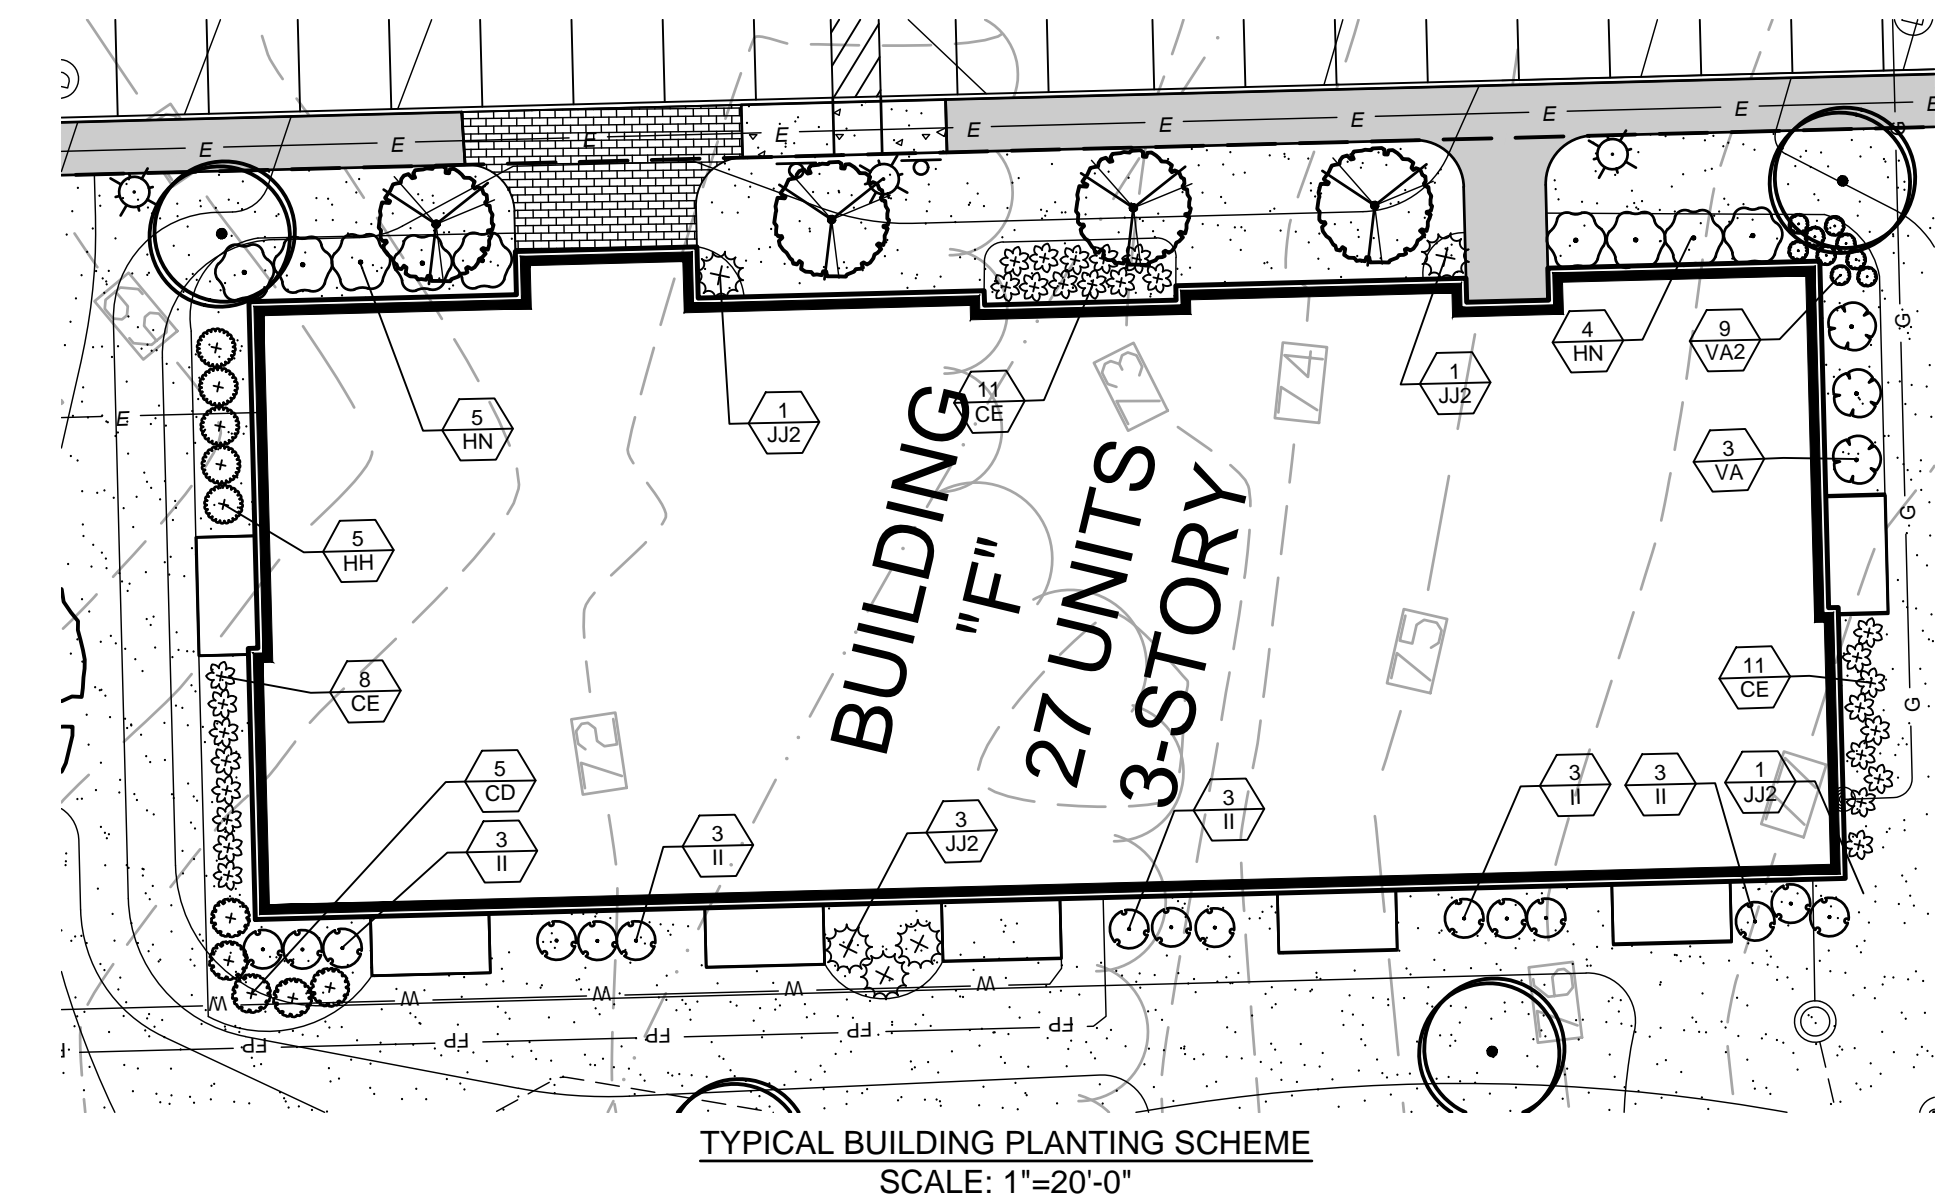 E
E
E
E
E
E
E
E
E
E
73
74
4
HN
9
VA2
G
1
JJ2
11
CE
5
HN
1
JJ2
E
3
VA
BUILDING
"F"
27 UNITS
3-STORY
G
5
HH
75
8
CE
11
CE
G
72
5
CD
3
II
3
II
3
JJ2
3
II
3
II
3
II
1
JJ2
W
W
W
W
W
76
FP
FP
FP
FP
FP
TYPICAL BUILDING PLANTING SCHEME
SCALE: 1"=20'-0"